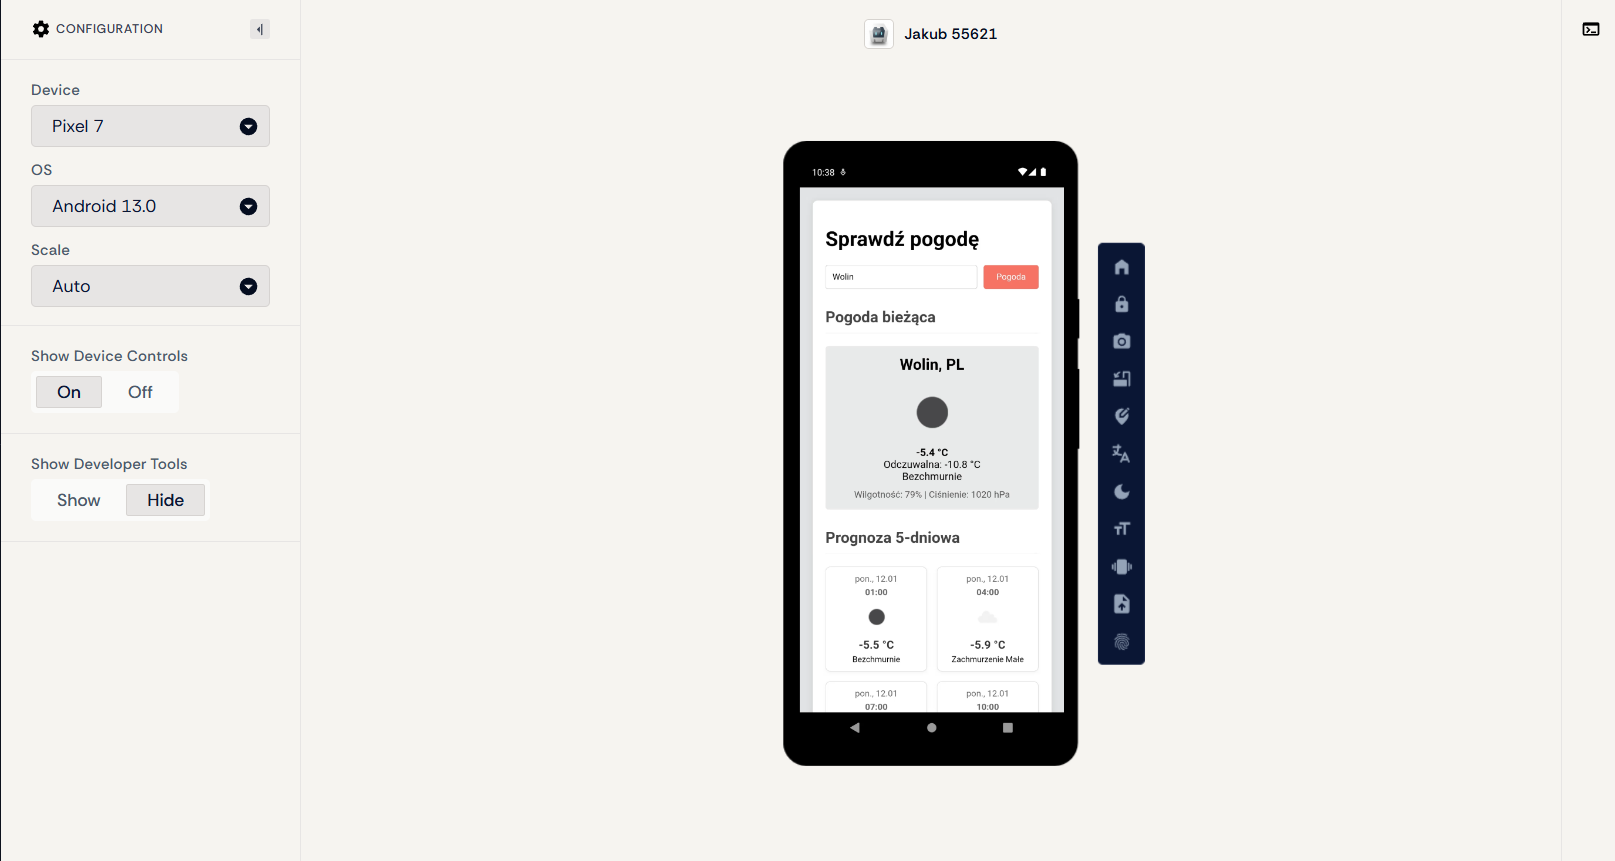 CONFIGURATION
Device
Pixel 7
OS
Android 13.0
Scale
Auto
Show Device Controls
On
Off
Show Developer Tools
Show
Hide
Jakub 55621
10:38
Sprawdź pogodę
Wolin
Pogoda
Pogoda bieżąca
Wolin, PL
-5.4 °C
Odczuwalna: -10.8 °C
Bezchmurnie
Wilgotność: 79% | Ciśnienie: 1020 hPa
Prognoza 5-dniowa
pon., 12.01
01:00
-5.5 °C
Bezchmurnie
pon., 12.01
04:00
-5.9 °C
Zachmurzenie Małe
pon., 12.01
07:00
pon., 12.01
10:00